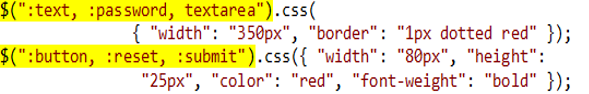 $(":text, :password, textarea").css(
{ "width": "350px", "border": "1px dotted red" });
$(":button, :reset, :submit").css({ "width": "80px", "height":
"25px", "color": "red", "font-weight": "bold" });